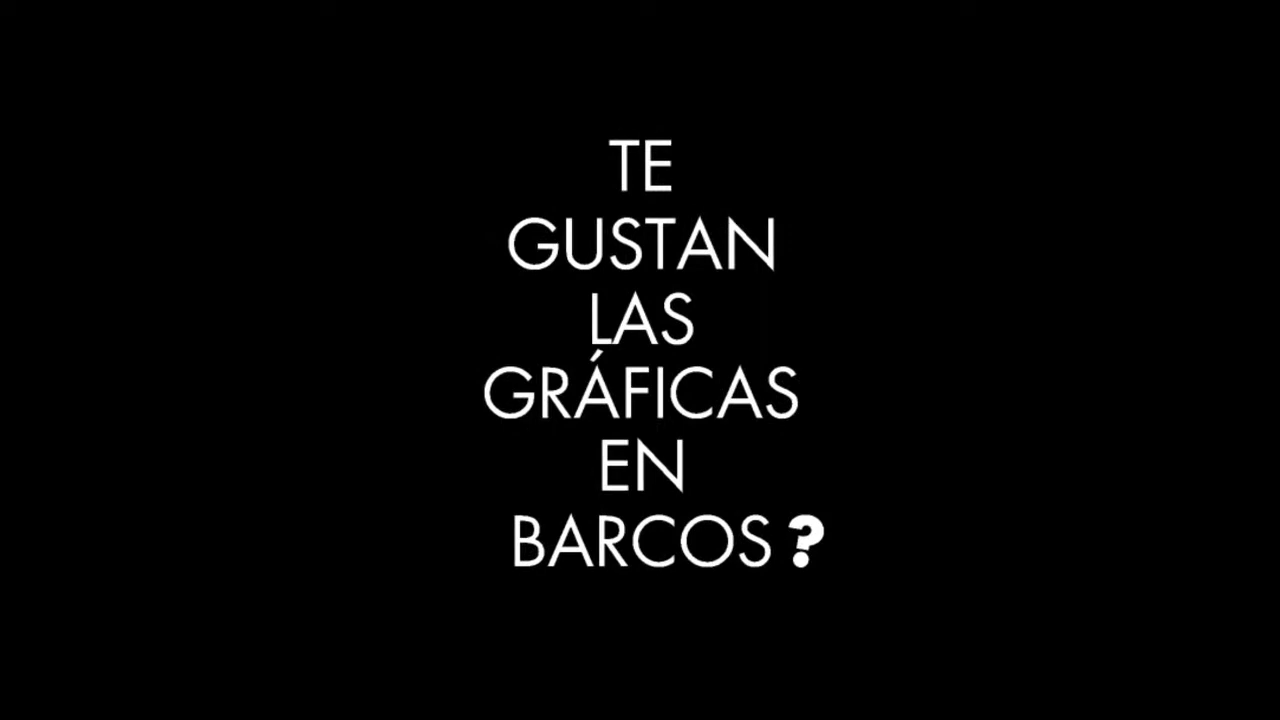 TE
GUSTAN
LAS
GRÁFICAS
EN
BARCOS?